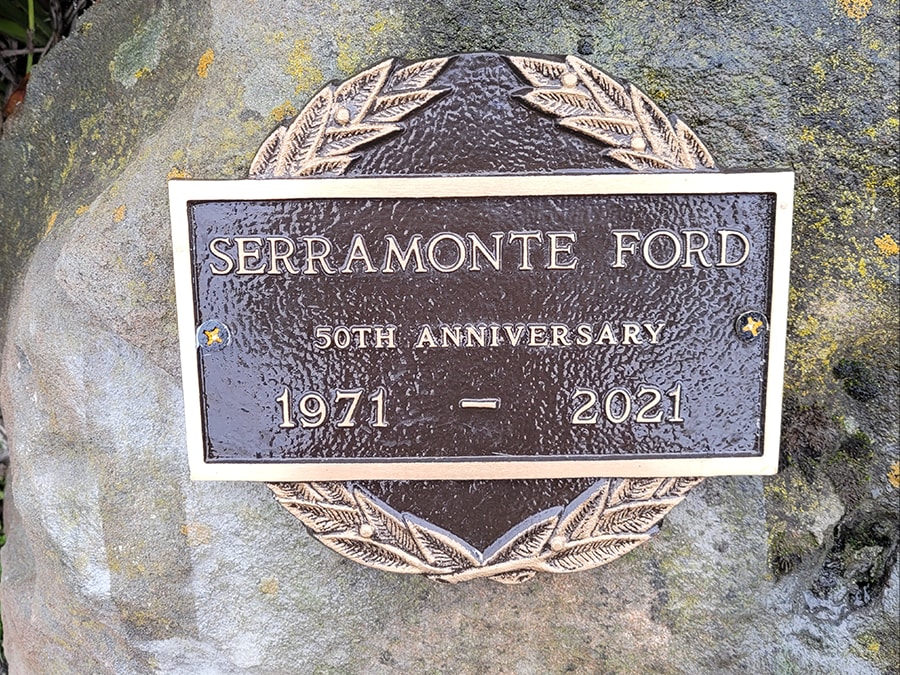 SERRAMONTE FORD
50TH ANNIVERSARY
1971 – 2021